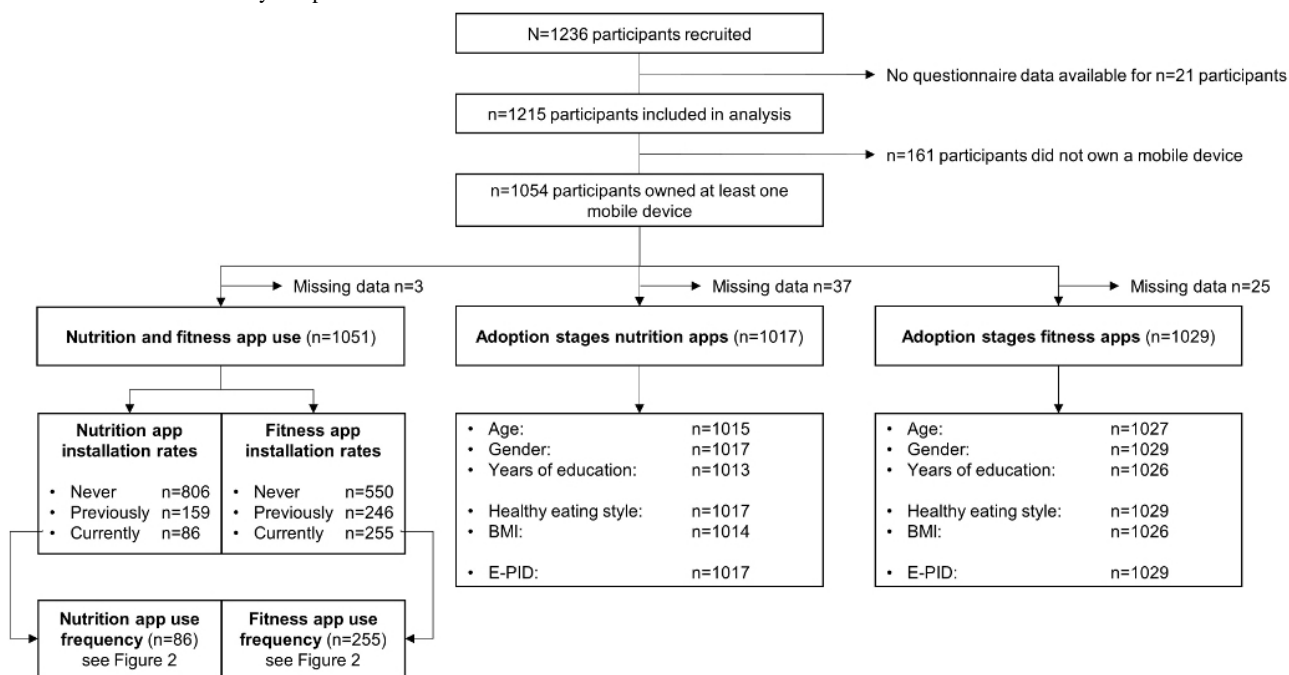 N=1236 participants recruited
No questionnaire data available for n=21 participants
n=1215 participants included in analysis
n=161 participants did not own a mobile device
n=1054 participants owned at least one
mobile device
Missing data n=3
Missing data n=37
Missing data n=25
Nutrition and fitness app use (n=1051)
Adoption stages nutrition apps (n=1017)
Adoption stages fitness apps (n=1029)
Nutrition app
installation rates
• Never n=806
• Previously n=159
• Currently n=86
Fitness app
installation rates
• Never n=550
• Previously n=246
• Currently n=255
• Age: n=1015
• Gender: n=1017
• Years of education: n=1013
• Healthy eating style: n=1017
• BMI: n=1014
• E-PID: n=1017
• Age: n=1027
• Gender: n=1029
• Years of education: n=1026
• Healthy eating style: n=1029
• BMI: n=1026
• E-PID: n=1029
Nutrition app use
frequency (n=86)
see Figure 2
Fitness app use
frequency (n=255)
see Figure 2